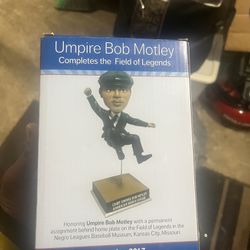 Umpire Bob Motley
Completes the Field of Legends
Honoring Umpire Bob Motley with a permanent
assignment behind home plate on the Field of Legends in the
Negro Leagues Baseball Museum, Kansas City, Missouri.
2017